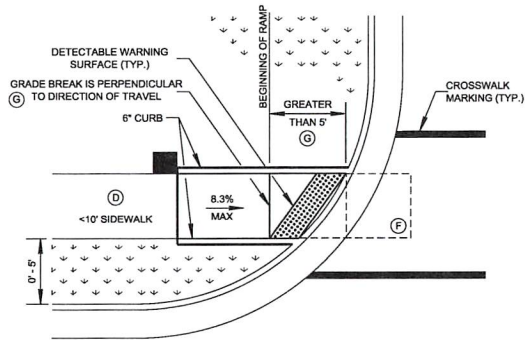 DETECTABLE WARNING
SURFACE (TYP.)
GRADE BREAK IS PERPENDICULAR
G TO DIRECTION OF TRAVEL
6" CURB
BEGINNING OF RAMP
GREATER
THAN 5'
G
CROSSWALK
MARKING (TYP.)
D
<10' SIDEWALK
8.3%
MAX
F
0' - 5'